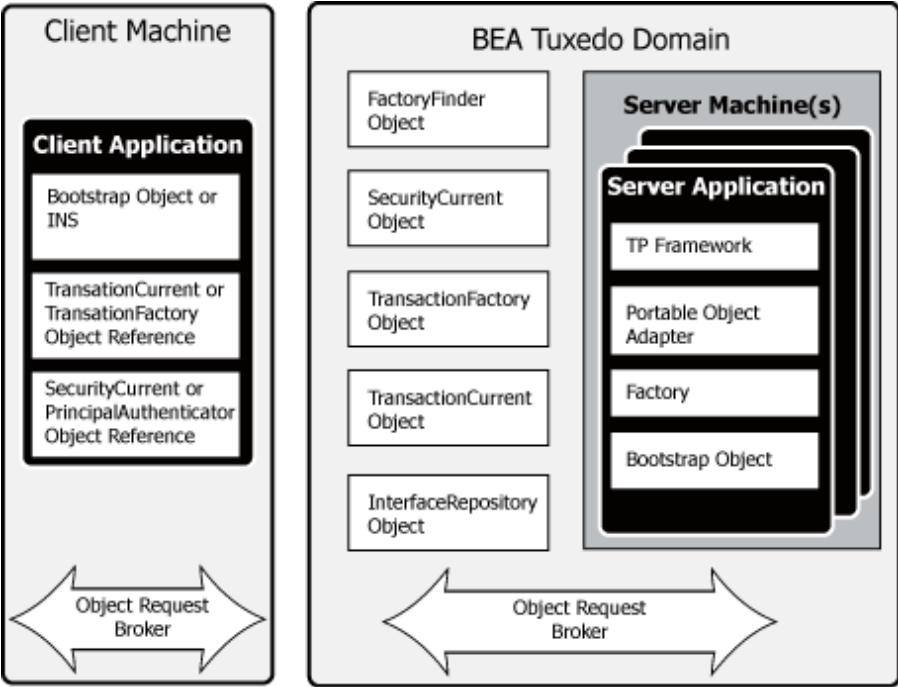 Client Machine
Client Application
Bootstrap Object or
INS
TransationCurrent or
TransationFactory
Object Reference
SecurityCurrent or
PrincipalAuthenticator
Object Reference
Object Request
Broker
BEA Tuxedo Domain
FactoryFinder
Object
SecurityCurrent
Object
TransactionFactory
Object
TransactionCurrent
Object
InterfaceRepository
Object
Server Machine(s)
Server Application
TP Framework
Portable Object
Adapter
Factory
Bootstrap Object
Object Request
Broker